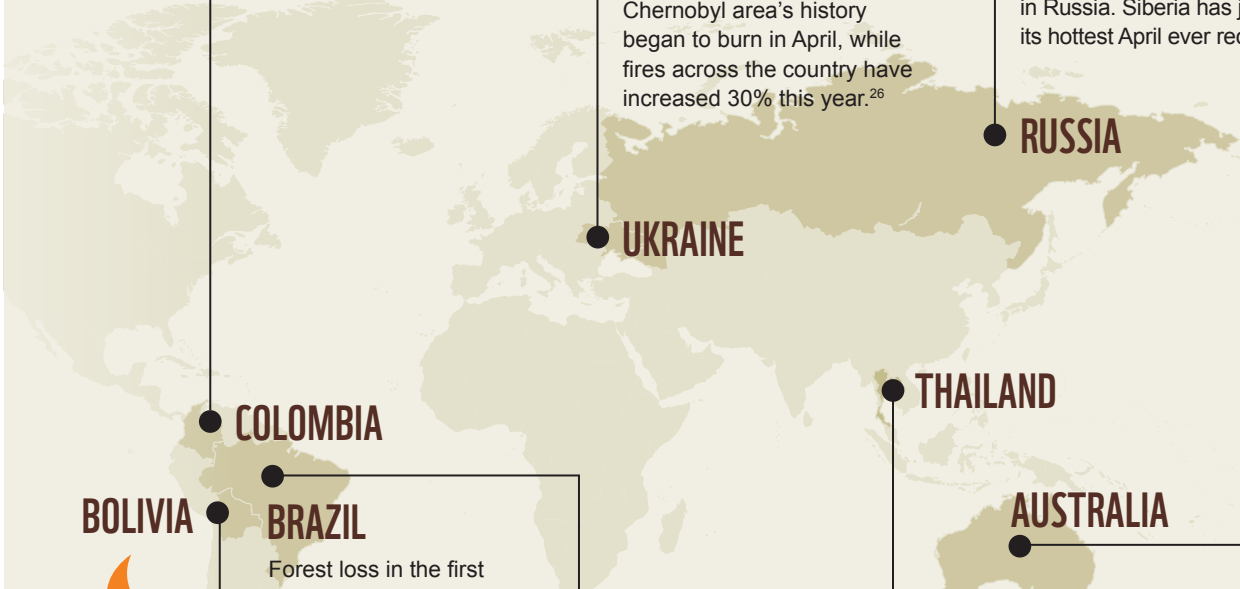 Chernobyl area's history
began to burn in April, while
fires across the country have
increased 30% this year.26
in Russia. Siberia has
its hottest April ever
RUSSIA
UKRAINE
THAILAND
COLOMBIA
BOLIVIA
BRAZIL
Forest loss in the first
AUSTRALIA